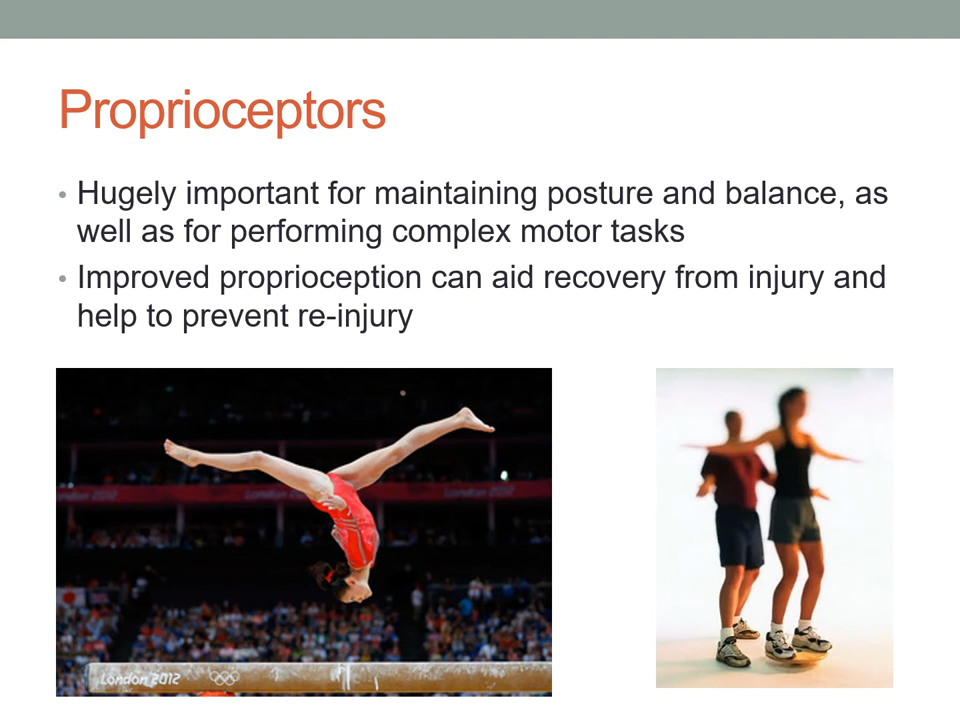 Proprioceptors
• Hugely important for maintaining posture and balance, as
well as for performing complex motor tasks
• Improved proprioception can aid recovery from injury and
help to prevent re-injury
London 2012